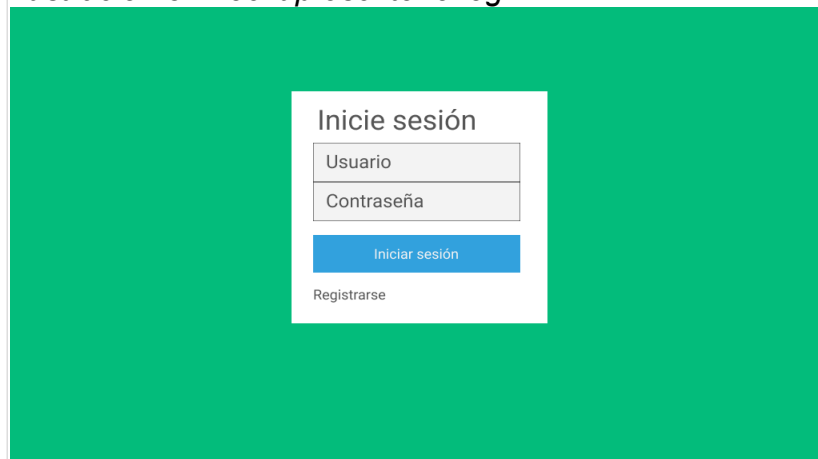 Inicie sesión
Usuario
Contraseña
Iniciar sesión
Registrarse